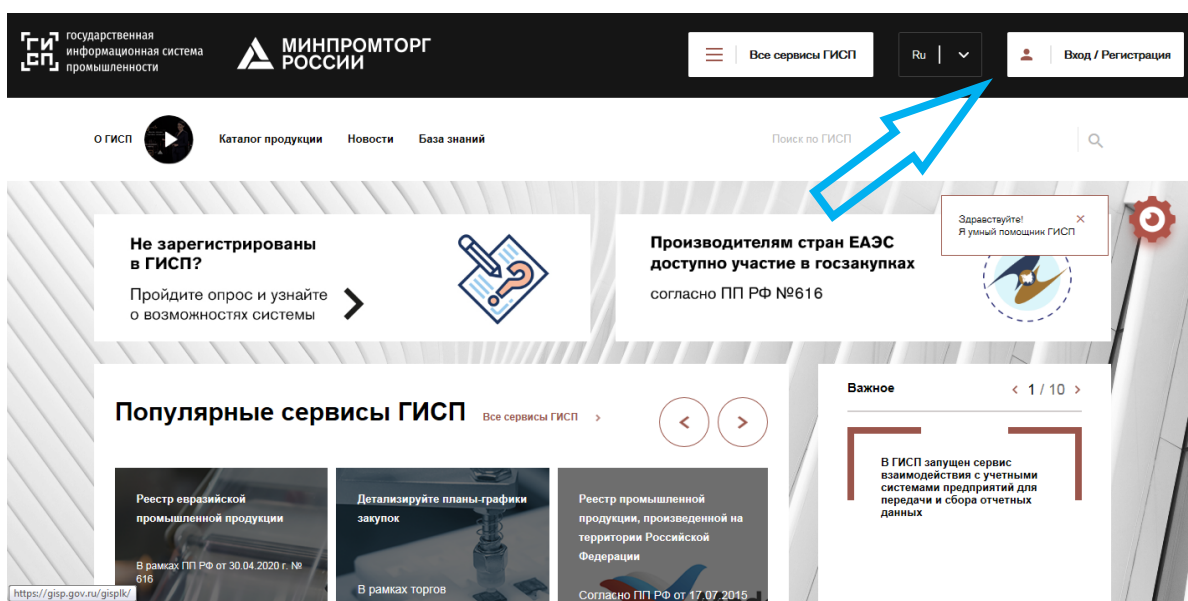 государственная
информационная система
промышленности
ГИСП
МИНПРОМТОРГ
РОССИИ
Все сервисы ГИСП
Ru
Вход / Регистрация
О ГИСП
Каталог продукции
Новости
База знаний
Поиск по ГИСП
Здравствуйте!
Я умный помощник ГИСП
Не зарегистрированы
в ГИСП?
Пройдите опрос и узнайте
о возможностях системы
Производителям стран ЕАЭС
доступно участие в госзакупках
согласно ПП РФ №616
Популярные сервисы ГИСП
Все сервисы ГИСП
Важное
1 / 10
В ГИСП запущен сервис
взаимодействия с учетными
системами предприятий для
передачи и сбора отчетных
данных
Реестр евразийской
промышленной продукции
В рамках ПП РФ от 30.04.2020 г. №
616
Детализируйте планы-графики
закупок
В рамках торгов
Реестр промышленной
продукции, произведенной на
территории Российской
Федерации
Согласно ПП РФ от 17.07.2015
https://gisp.gov.ru/gisplk/